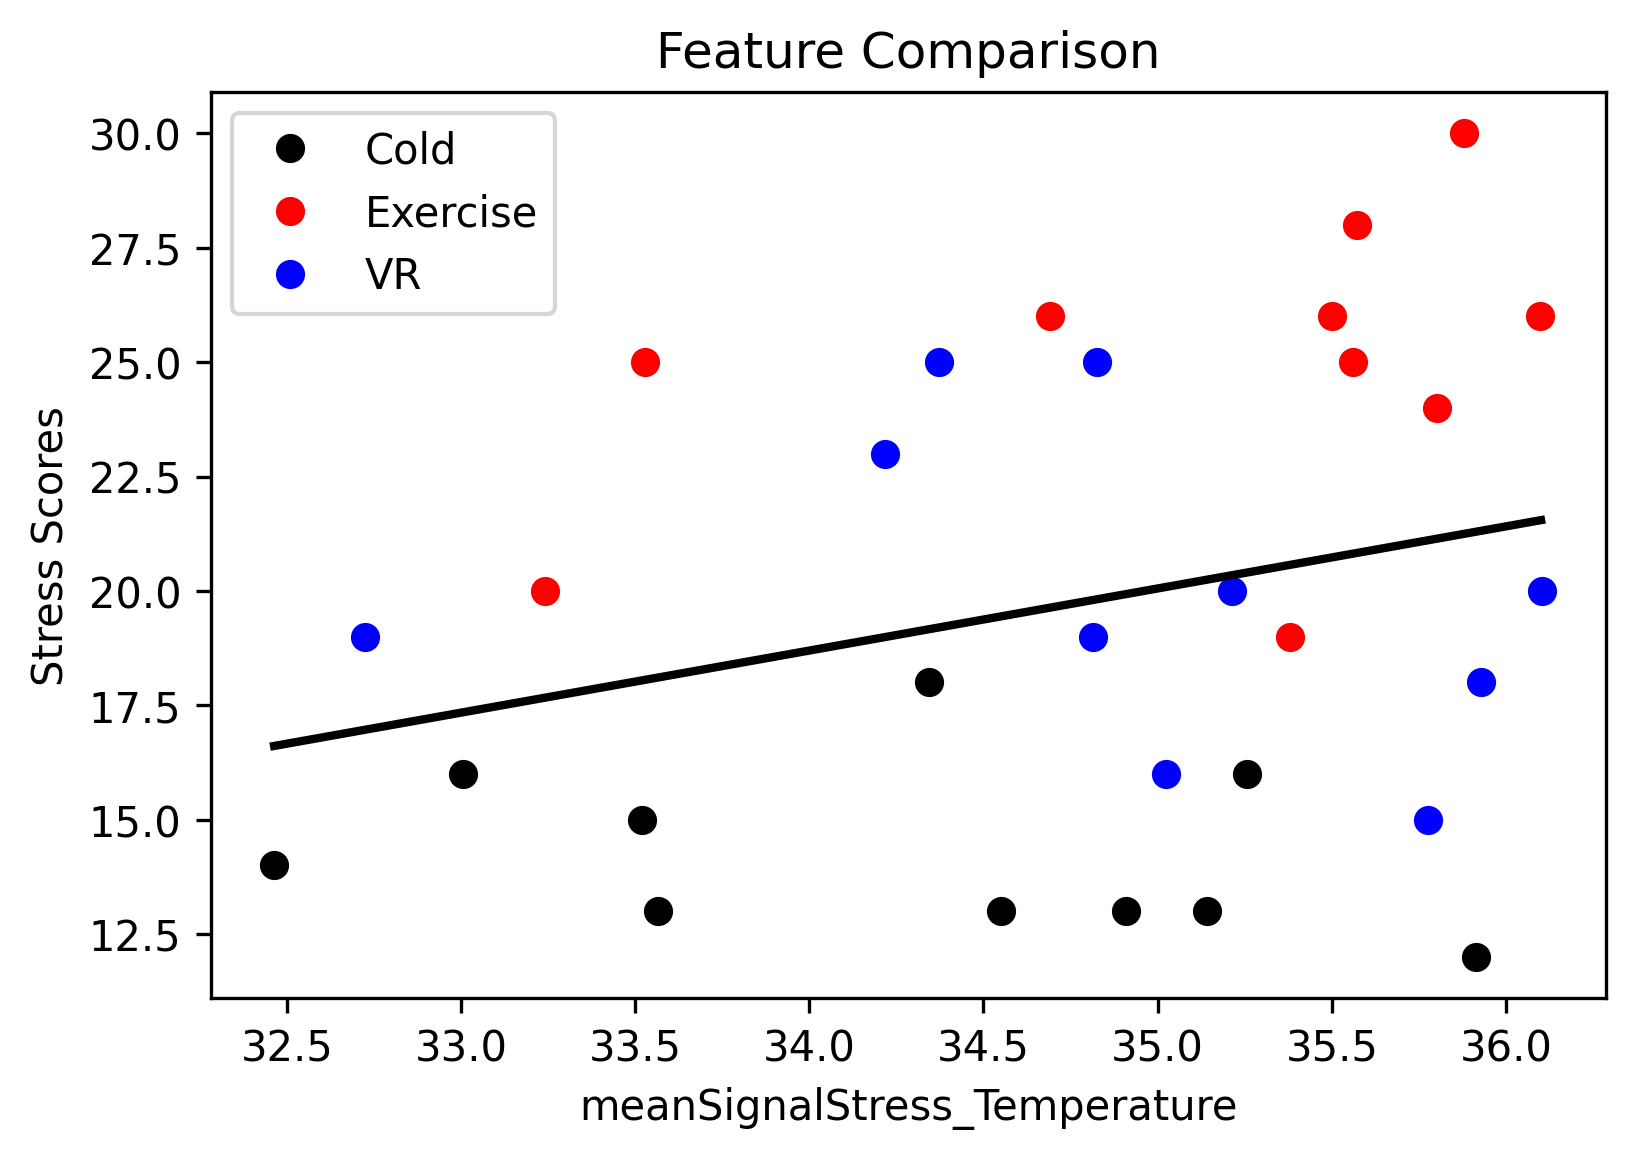 Feature Comparison
Cold
Exercise
VR
30.0
27.5
25.0
22.5
20.0
17.5
15.0
12.5
Stress Scores
32.5 33.0 33.5 34.0 34.5 35.0 35.5 36.0
meanSignalStress_Temperature